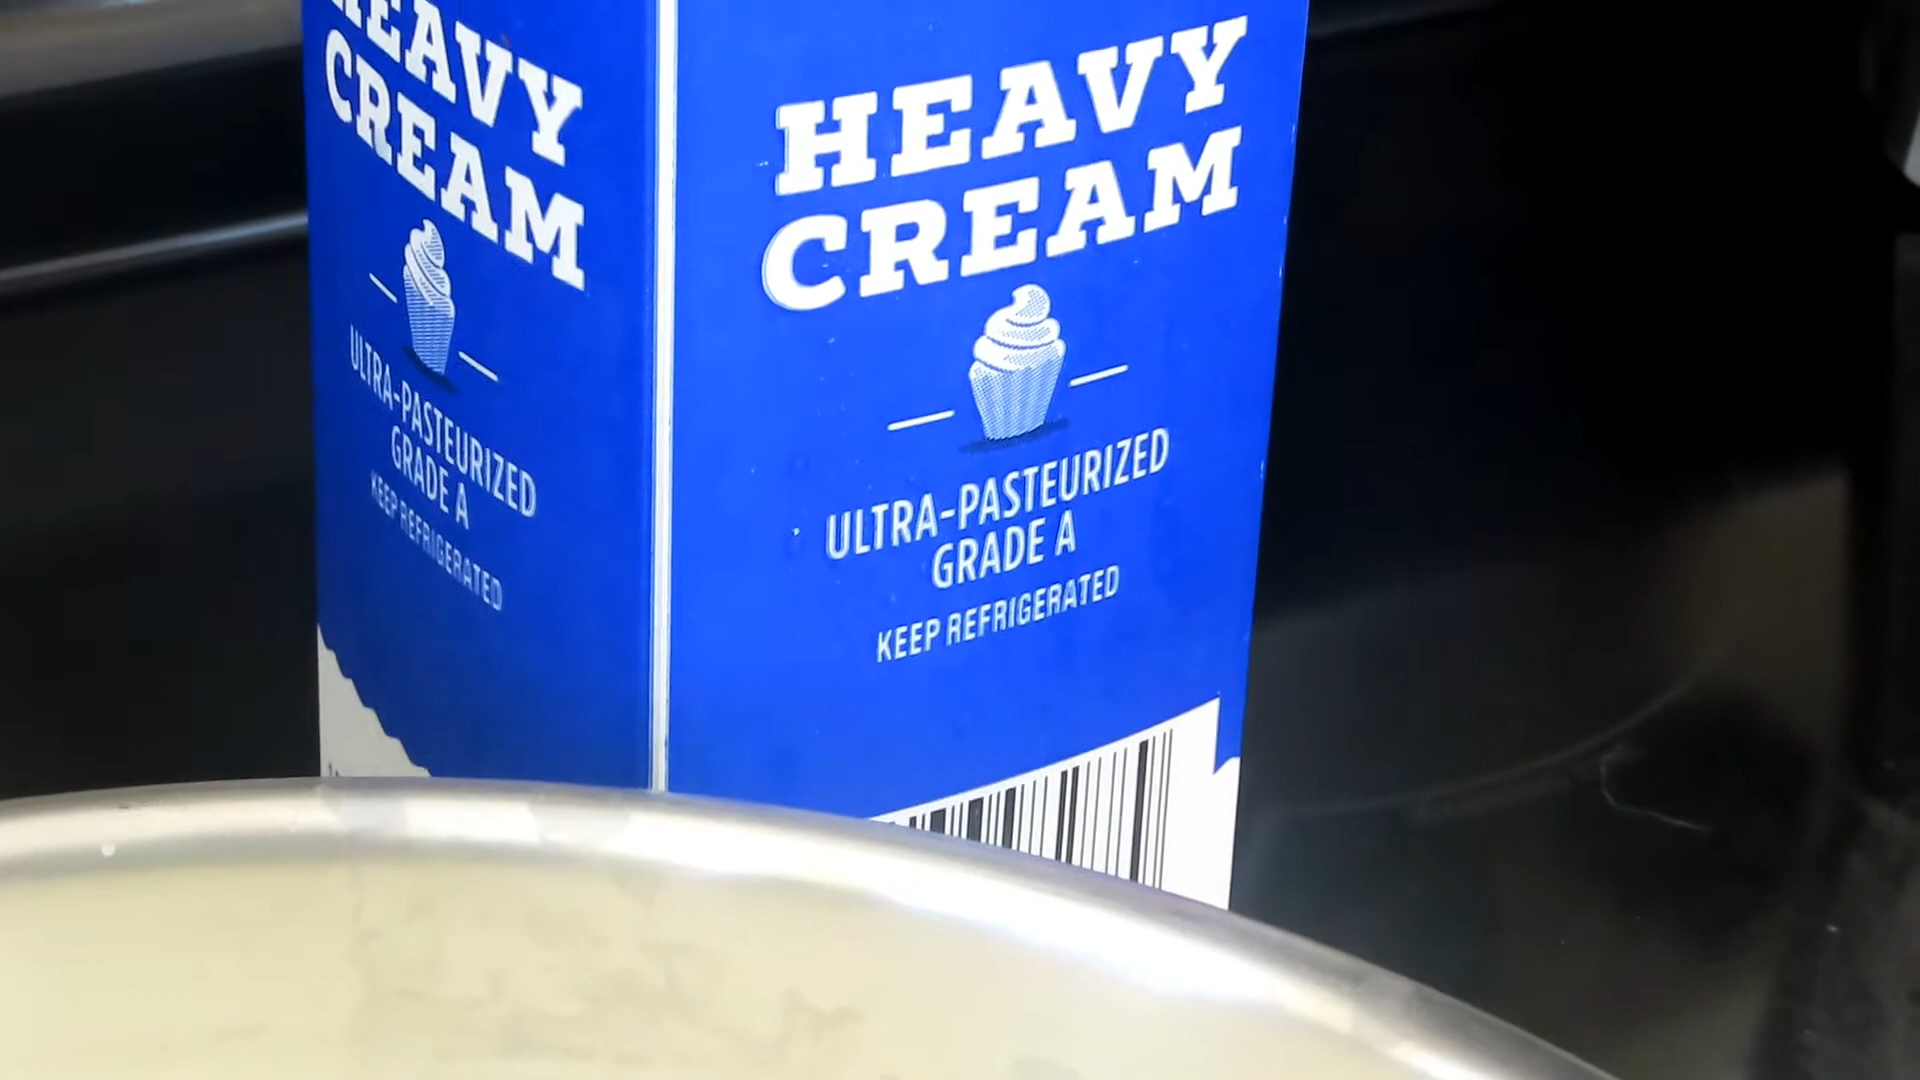 HEAVY
CREAM
ULTRA-PASTEURIZED
GRADE A
KEEP REFRIGERATED
HEAVY
CREAM
ULTRA-PASTEURIZED
GRADE A
KEEP REFRIGERATED